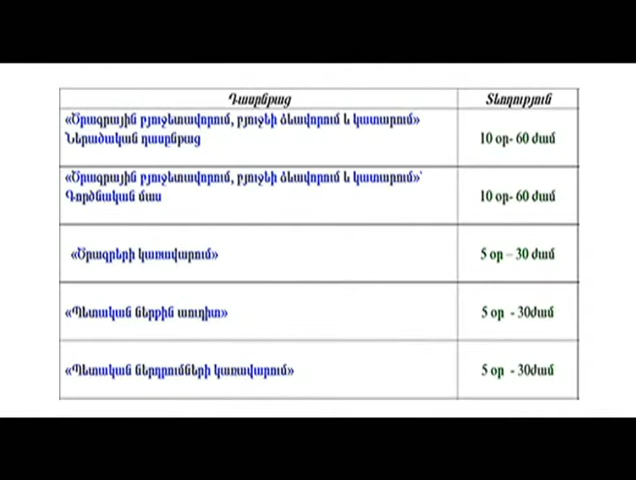 Դասընթաց
Տևողություն
«Ծրագրային բյուջետավորում, բյուջեի ձևավորում և կատարում»
Ներածական դասընթաց
10 օր- 60 ժամ
«Ծրագրային բյուջետավորում, բյուջեի ձևավորում և կատարում»՝
Գործնական մաս
10 օր- 60 ժամ
«Ծրագրերի կառավարում»
5 օր – 30 ժամ
«Պետական ներքին աուդիտ»
5 օր - 30ժամ
«Պետական ներդրումների կառավարում»
5 օր - 30ժամ